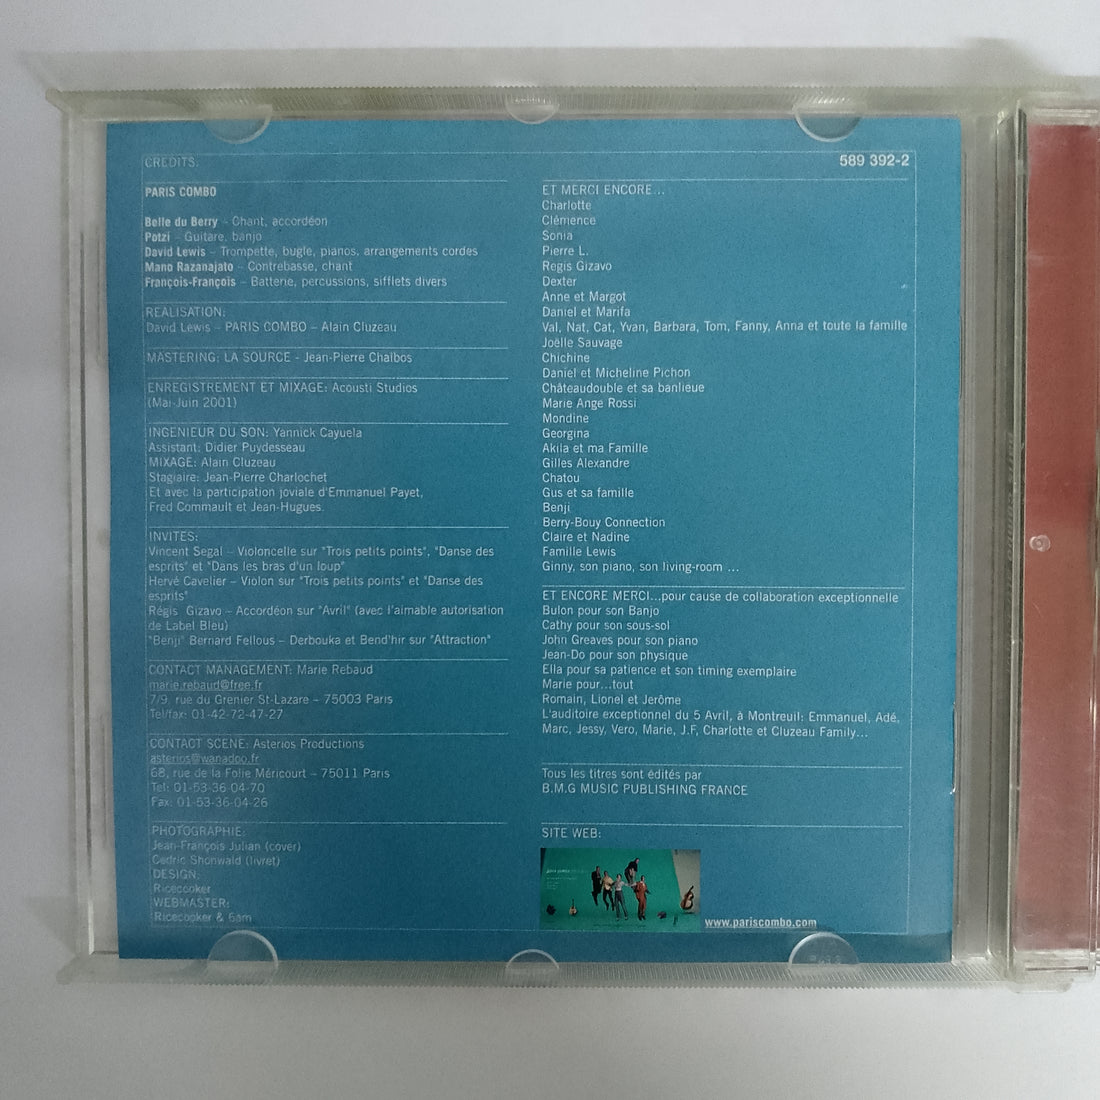 CREDITS:
589 392-2
PARIS COMBO
Belle du Berry – Chant, accordéon
Potzi – Guitare, banjo
David Lewis – Trompette, bugle, pianos, arrangements cordes
Mano Razanajato – Contrebasse, chant
François-François – Batterie, percussions, sifflets divers
REALISATION:
David Lewis – PARIS COMBO – Alain Cluzeau
MASTERING: LA SOURCE - Jean-Pierre Chalbos
ENREGISTREMENT ET MIXAGE: Acousti Studios
(Mai-Juin 2001)
INGENIEUR DU SON: Yannick Cayuela
Assistant: Didier Puydesseau
MIXAGE: Alain Cluzeau
Stagiaire: Jean-Pierre Charlochet
Et avec la participation joviale d'Emmanuel Payet,
Fred Commault et Jean-Hugues.
INVITES:
Vincent Segal – Violoncelle sur "Trois petits points", "Danse des
esprits" et "Dans les bras d'un loup"
Hervé Cavelier – Violon sur "Trois petits points" et "Danse des
esprits"
Régis Gizavo – Accordéon sur "Avril" (avec l'aimable autorisation
de Label Bleu)
"Benji" Bernard Fellous – Derbouka et Bend'hir sur "Attraction"
CONTACT MANAGEMENT: Marie Rebaud
marie.rebaud@free.fr
7/9, rue du Grenier St-Lazare – 75003 Paris
Tel/fax: 01-42-72-47-27
CONTACT SCENE: Asterios Productions
asterios@wanadoo.fr
68, rue de la Folie Méricourt – 75011 Paris
Tel: 01-53-36-04-70
Fax: 01-53-36-04-26
PHOTOGRAPHIE:
Jean-François Julian (cover)
Cedric Shonwald (livret)
DESIGN:
Ricecooker
WEBMASTER:
Ricecooker & 6am
ET MERCI ENCORE...
Charlotte
Clémence
Sonia
Pierre L.
Regis Gizavo
Dexter
Anne et Margot
Daniel et Marifa
Val, Nat, Cat, Yvan, Barbara, Tom, Fanny, Anna et toute la famille
Joëlle Sauvage
Chichine
Daniel et Micheline Pichon
Châteaudouble et sa banlieue
Marie Ange Rossi
Mondine
Georgina
Akila et ma Famille
Gilles Alexandre
Chatou
Gus et sa famille
Benji
Berry-Bouy Connection
Claire et Nadine
Famille Lewis
Ginny, son piano, son living-room ...
ET ENCORE MERCI...pour cause de collaboration exceptionnelle
Bulon pour son Banjo
Cathy pour son sous-sol
John Greaves pour son piano
Jean-Do pour son physique
Ella pour sa patience et son timing exemplaire
Marie pour...tout
Romain, Lionel et Jerôme
L'auditoire exceptionnel du 5 Avril, à Montreuil: Emmanuel, Adé,
Marc, Jessy, Vero, Marie, J.F, Charlotte et Cluzeau Family...
Tous les titres sont édités par
B.M.G MUSIC PUBLISHING FRANCE
SITE WEB:
www.pariscombo.com